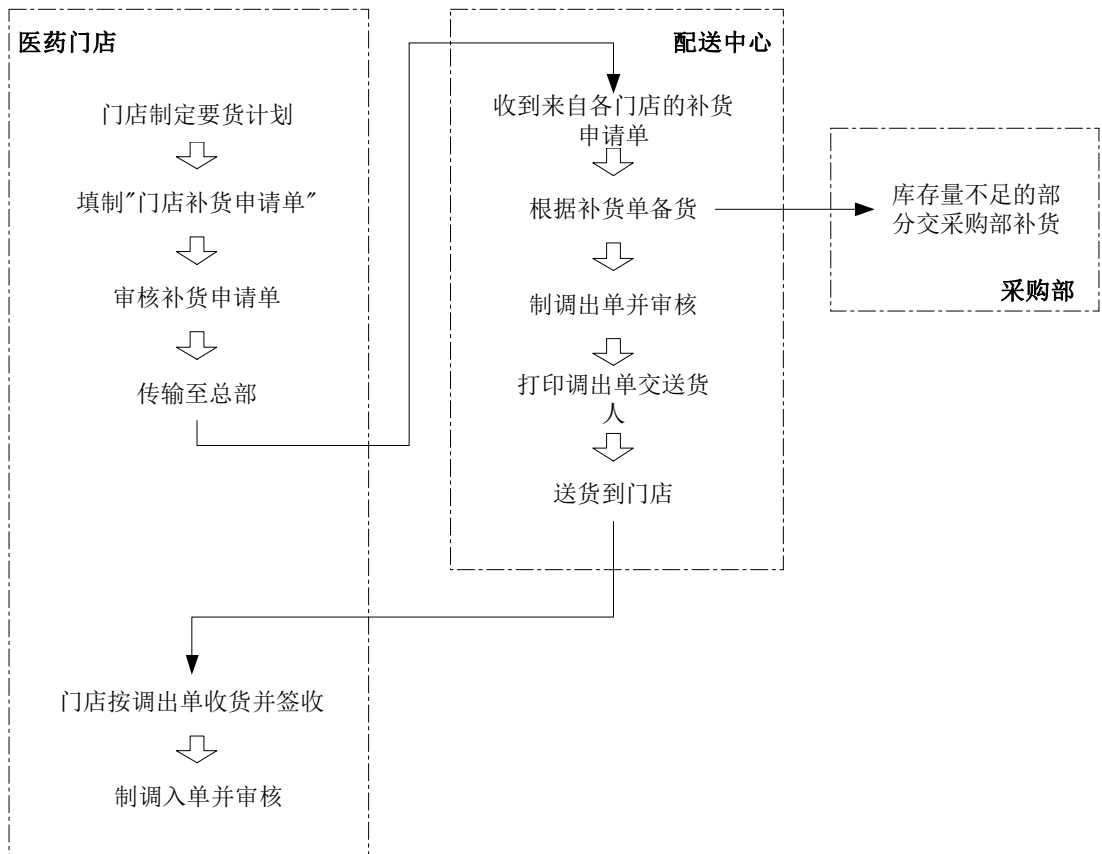 医药门店
门店制定要货计划
填制"门店补货申请单"
审核补货申请单
传输至总部
配送中心
收到来自各门店的补货
申请单
根据补货单备货
制调出单并审核
打印调出单交送货
人
送货到门店
库存量不足的部
分交采购部补货
采购部
门店按调出单收货并签收
制调入单并审核